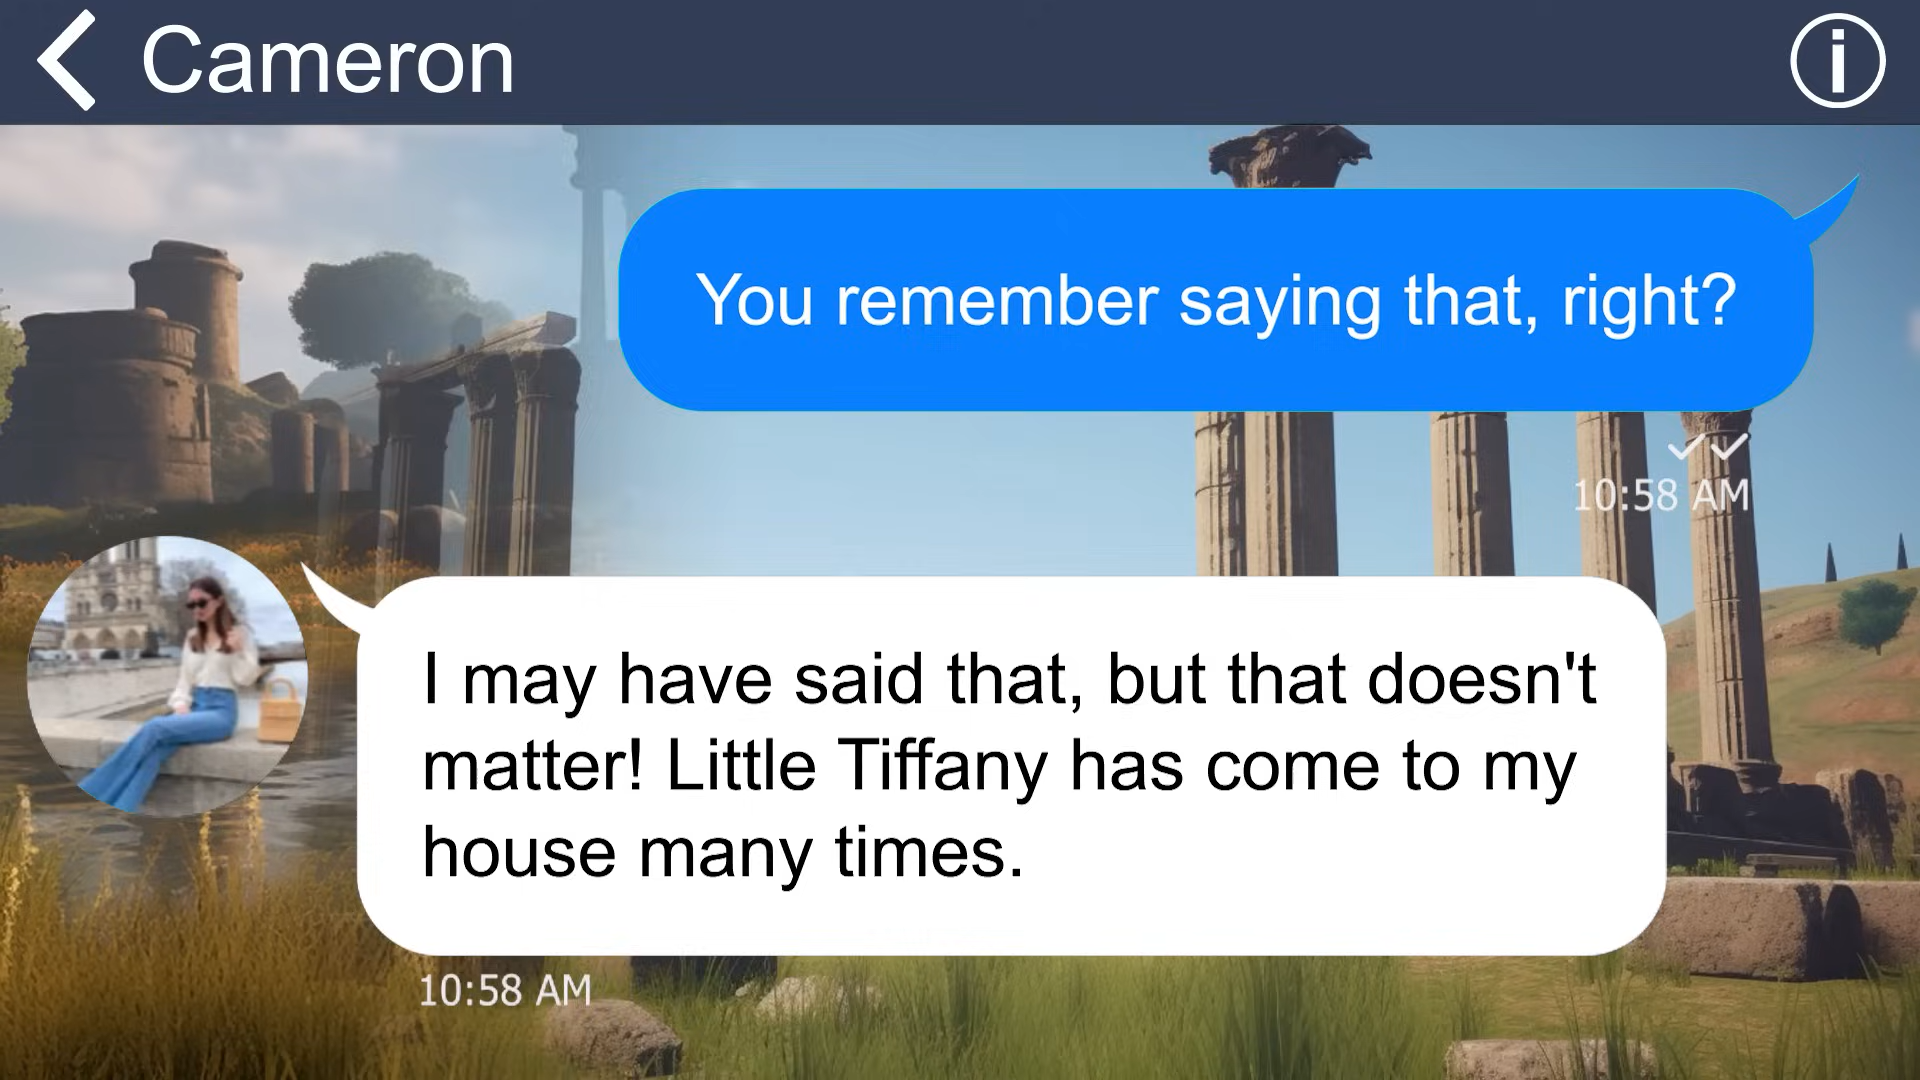 Cameron
You remember saying that, right?
10:58 AM
I may have said that, but that doesn't
matter! Little Tiffany has come to my
house many times.
10:58 AM